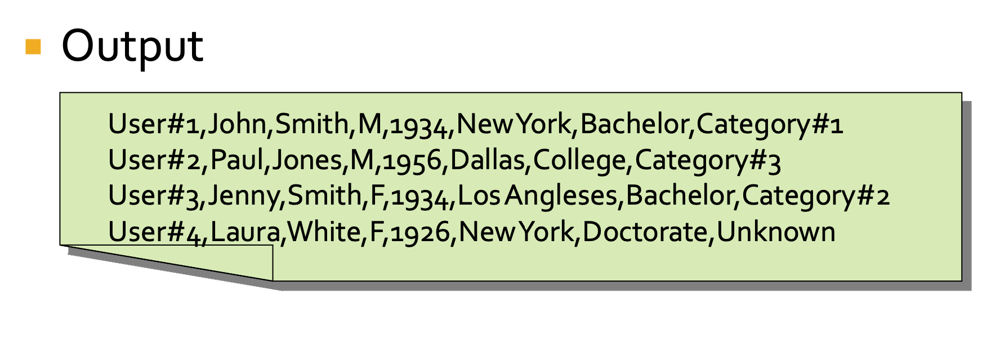 Output
User#1,John,Smith,M,1934,New York,Bachelor,Category#1
User#2,Paul,Jones,M,1956,Dallas,College,Category#3
User#3,Jenny,Smith,F,1934,Los Angleses,Bachelor,Category#2
User#4,Laura,White,F,1926,New York,Doctorate,Unknown